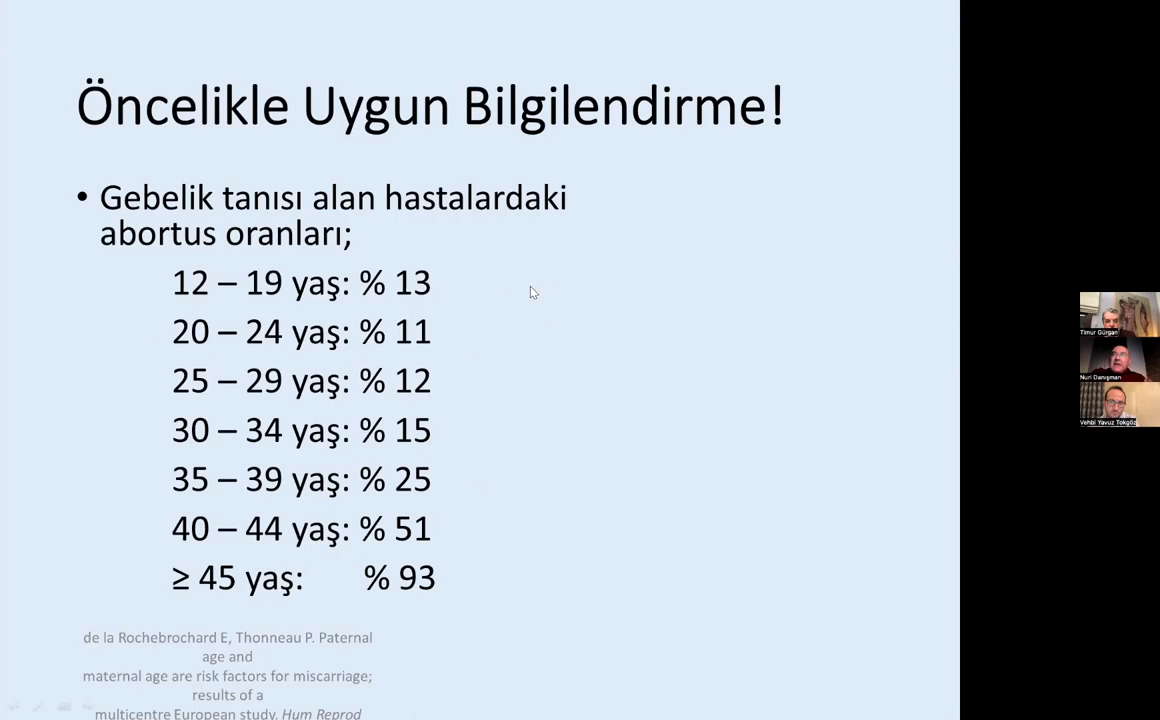 Öncelikle Uygun Bilgilendirme!
• Gebelik tanısı alan hastalardaki
abortus oranları;
12 – 19 yaş: % 13
20 – 24 yaş: % 11
25 – 29 yaş: % 12
30 – 34 yaş: % 15
35 – 39 yaş: % 25
40 – 44 yaş: % 51
≥ 45 yaş: % 93
de la Rochebrochard E, Thonneau P. Paternal
age and
maternal age are risk factors for miscarriage;
results of a
multicentre European study. Hum Reprod
Timur Gürgan
Nuri Danışman
Vehbi Yavuz Tokgöz